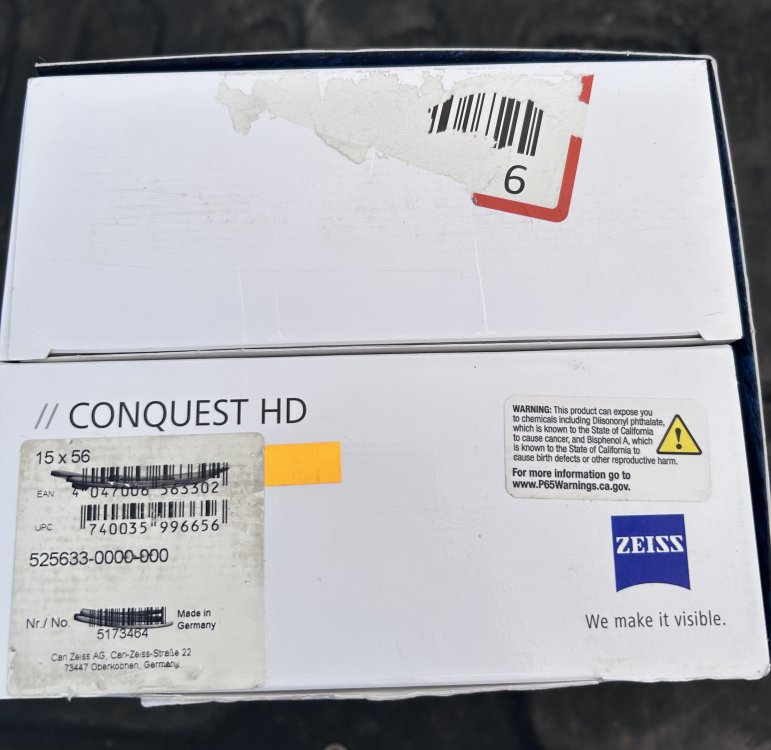 6
// CONQUEST HD
15 x 56
EAN 4 047006 563302
UPC 740035 996656
525633-0000-000
Nr./ No. 5173464
Made in
Germany
Carl Zeiss AG, Carl-Zeiss-Straße 22
73447 Oberkochen, Germany
WARNING: This product can expose you
to chemicals including Diisononyl phthalate,
which is known to the State of California
to cause cancer, and Bisphenol A, which
is known to the State of California to
cause birth defects or other reproductive harm.
For more information go to
www.P65Warnings.ca.gov.
!
ZEISS
We make it visible.